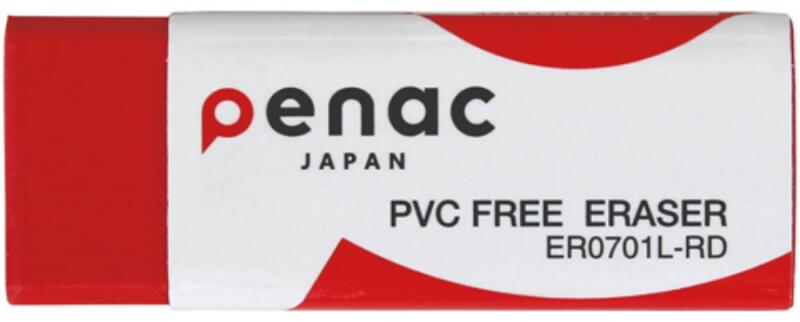 penac
JAPAN
PVC FREE ERASER
ER0701L-RD